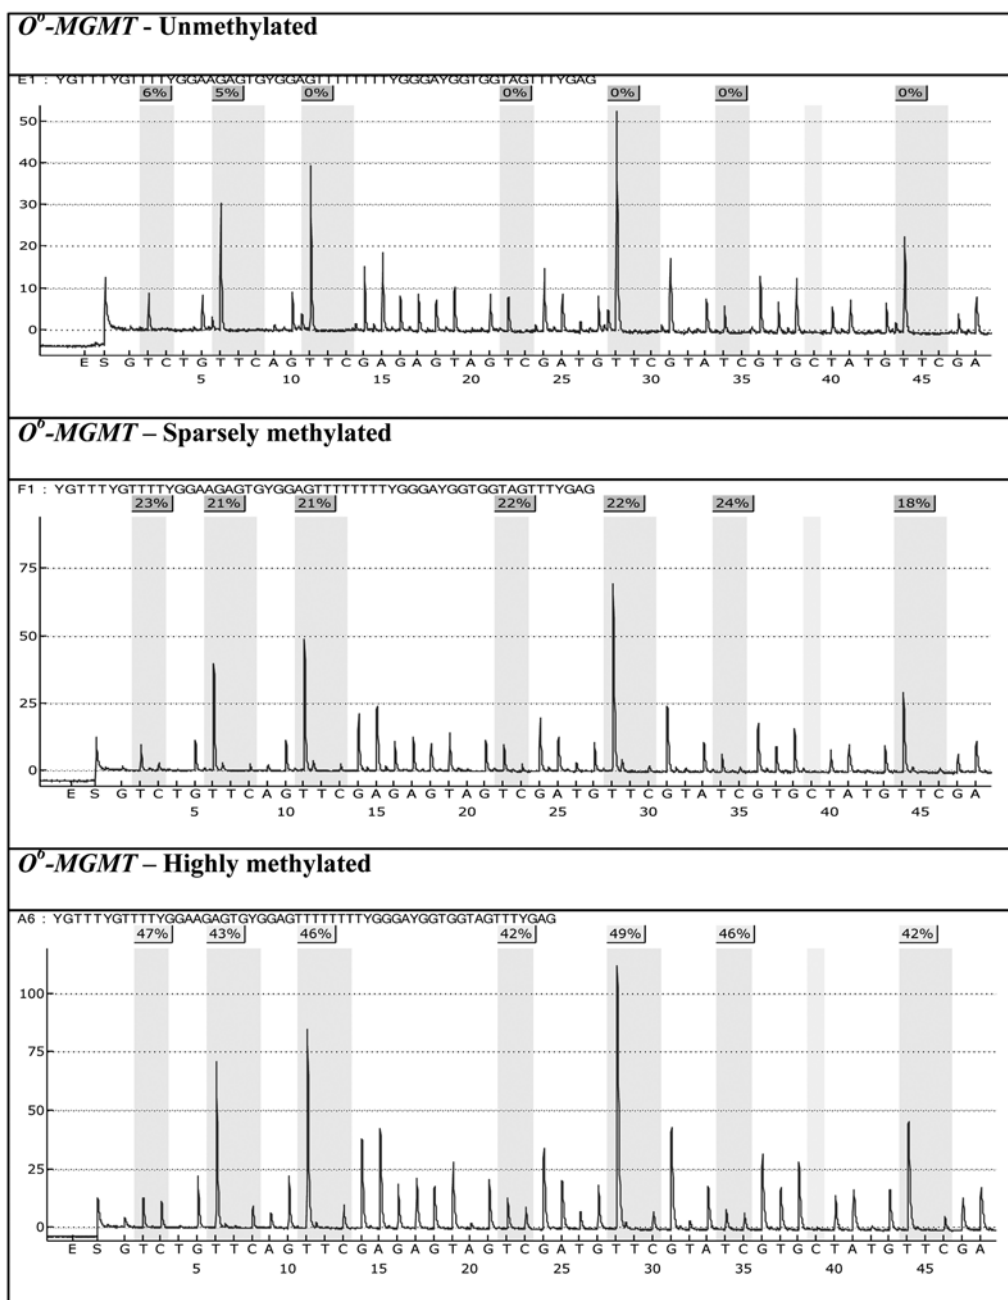 O⁶-MGMT - Unmethylated
E1 : YGTTTYGTTTTYGGAAGAGTGYGGAGTTTTTTTTYGGGAYGGTGGTAGTTTYGAG
6% 5% 0% 0% 0% 0% 0%
50
40
30
20
10
0
E S G T C T G T T C A G T T C G A G A G T A G T C G A T G T T C G T A T C G T G C T A T G T T C G A
5 10 15 20 25 30 35 40 45
O⁶-MGMT – Sparsely methylated
F1 : YGTTTYGTTTTYGGAAGAGTGYGGAGTTTTTTTTYGGGAYGGTGGTAGTTTYGAG
23% 21% 21% 22% 22% 24% 18%
75
50
25
0
E S G T C T G T T C A G T T C G A G A G T A G T C G A T G T T C G T A T C G T G C T A T G T T C G A
5 10 15 20 25 30 35 40 45
O⁶-MGMT – Highly methylated
A6 : YGTTTYGTTTTYGGAAGAGTGYGGAGTTTTTTTTYGGGAYGGTGGTAGTTTYGAG
47% 43% 46% 42% 49% 46% 42%
100
75
50
25
0
E S G T C T G T T C A G T T C G A G A G T A G T C G A T G T T C G T A T C G T G C T A T G T T C G A
5 10 15 20 25 30 35 40 45